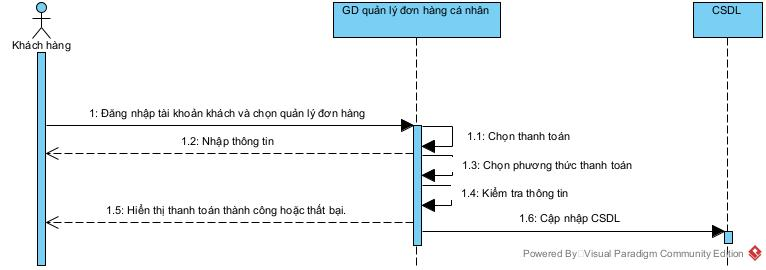 GD quản lý đơn hàng cá nhân
CSDL
Khách hàng
1: Đăng nhập tài khoản khách và chọn quản lý đơn hàng
1.1: Chọn thanh toán
1.2: Nhập thông tin
1.3: Chọn phương thức thanh toán
1.4: Kiểm tra thông tin
1.5: Hiển thị thanh toán thành công hoặc thất bại.
1.6: Cập nhập CSDL
Powered By Visual Paradigm Community Edition